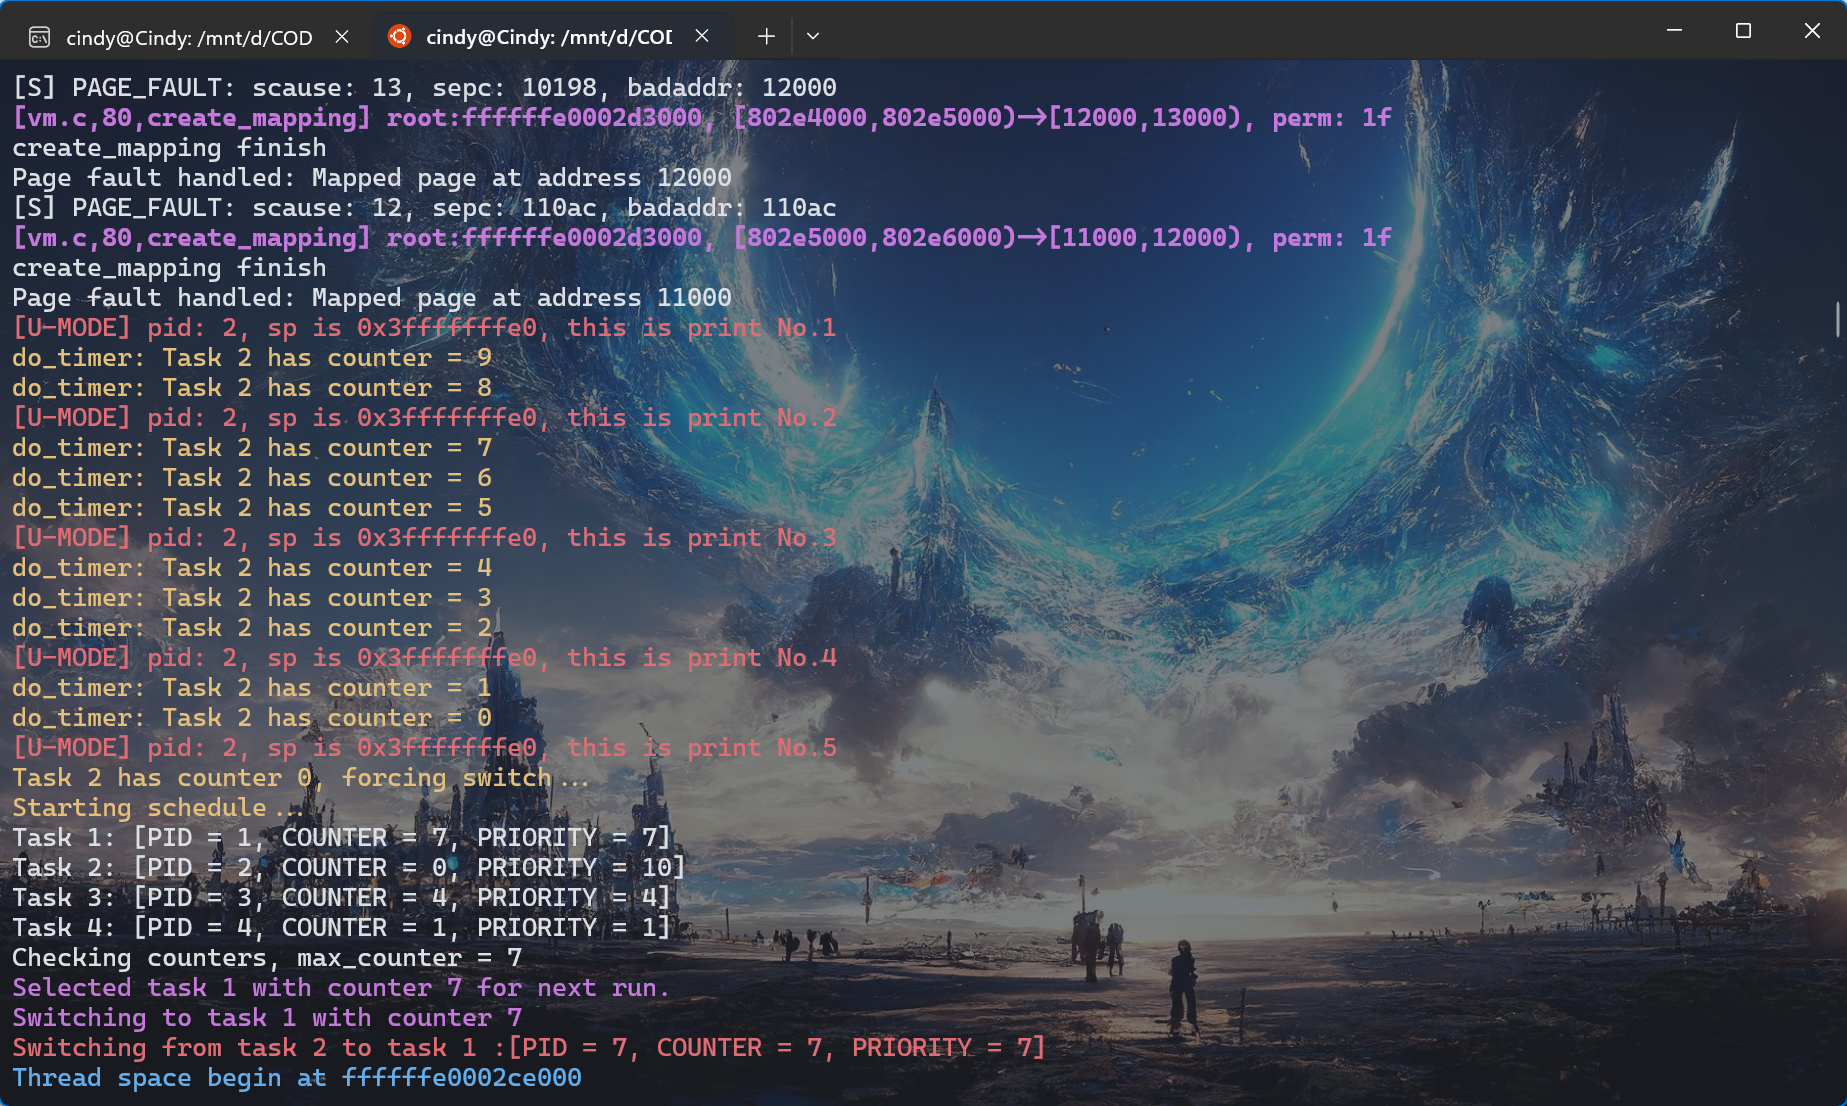 cindy@Cindy: /mnt/d/COD
cindy@Cindy: /mnt/d/COD
[S] PAGE_FAULT: scause: 13, sepc: 10198, badaddr: 12000
[vm.c,80,create_mapping] root:ffffffe0002d3000, [802e4000,802e5000)->[12000,13000), perm: 1f
create_mapping finish
Page fault handled: Mapped page at address 12000
[S] PAGE_FAULT: scause: 12, sepc: 110ac, badaddr: 110ac
[vm.c,80,create_mapping] root:ffffffe0002d3000, [802e5000,802e6000)->[11000,12000), perm: 1f
create_mapping finish
Page fault handled: Mapped page at address 11000
[U-MODE] pid: 2, sp is 0x3fffffffe0, this is print No.1
do_timer: Task 2 has counter = 9
do_timer: Task 2 has counter = 8
[U-MODE] pid: 2, sp is 0x3fffffffe0, this is print No.2
do_timer: Task 2 has counter = 7
do_timer: Task 2 has counter = 6
do_timer: Task 2 has counter = 5
[U-MODE] pid: 2, sp is 0x3fffffffe0, this is print No.3
do_timer: Task 2 has counter = 4
do_timer: Task 2 has counter = 3
do_timer: Task 2 has counter = 2
[U-MODE] pid: 2, sp is 0x3fffffffe0, this is print No.4
do_timer: Task 2 has counter = 1
do_timer: Task 2 has counter = 0
[U-MODE] pid: 2, sp is 0x3fffffffe0, this is print No.5
Task 2 has counter 0, forcing switch...
Starting schedule...
Task 1: [PID = 1, COUNTER = 7, PRIORITY = 7]
Task 2: [PID = 2, COUNTER = 0, PRIORITY = 10]
Task 3: [PID = 3, COUNTER = 4, PRIORITY = 4]
Task 4: [PID = 4, COUNTER = 1, PRIORITY = 1]
Checking counters, max_counter = 7
Selected task 1 with counter 7 for next run.
Switching to task 1 with counter 7
Switching from task 2 to task 1 :[PID = 7, COUNTER = 7, PRIORITY = 7]
Thread space begin at ffffffe0002ce000